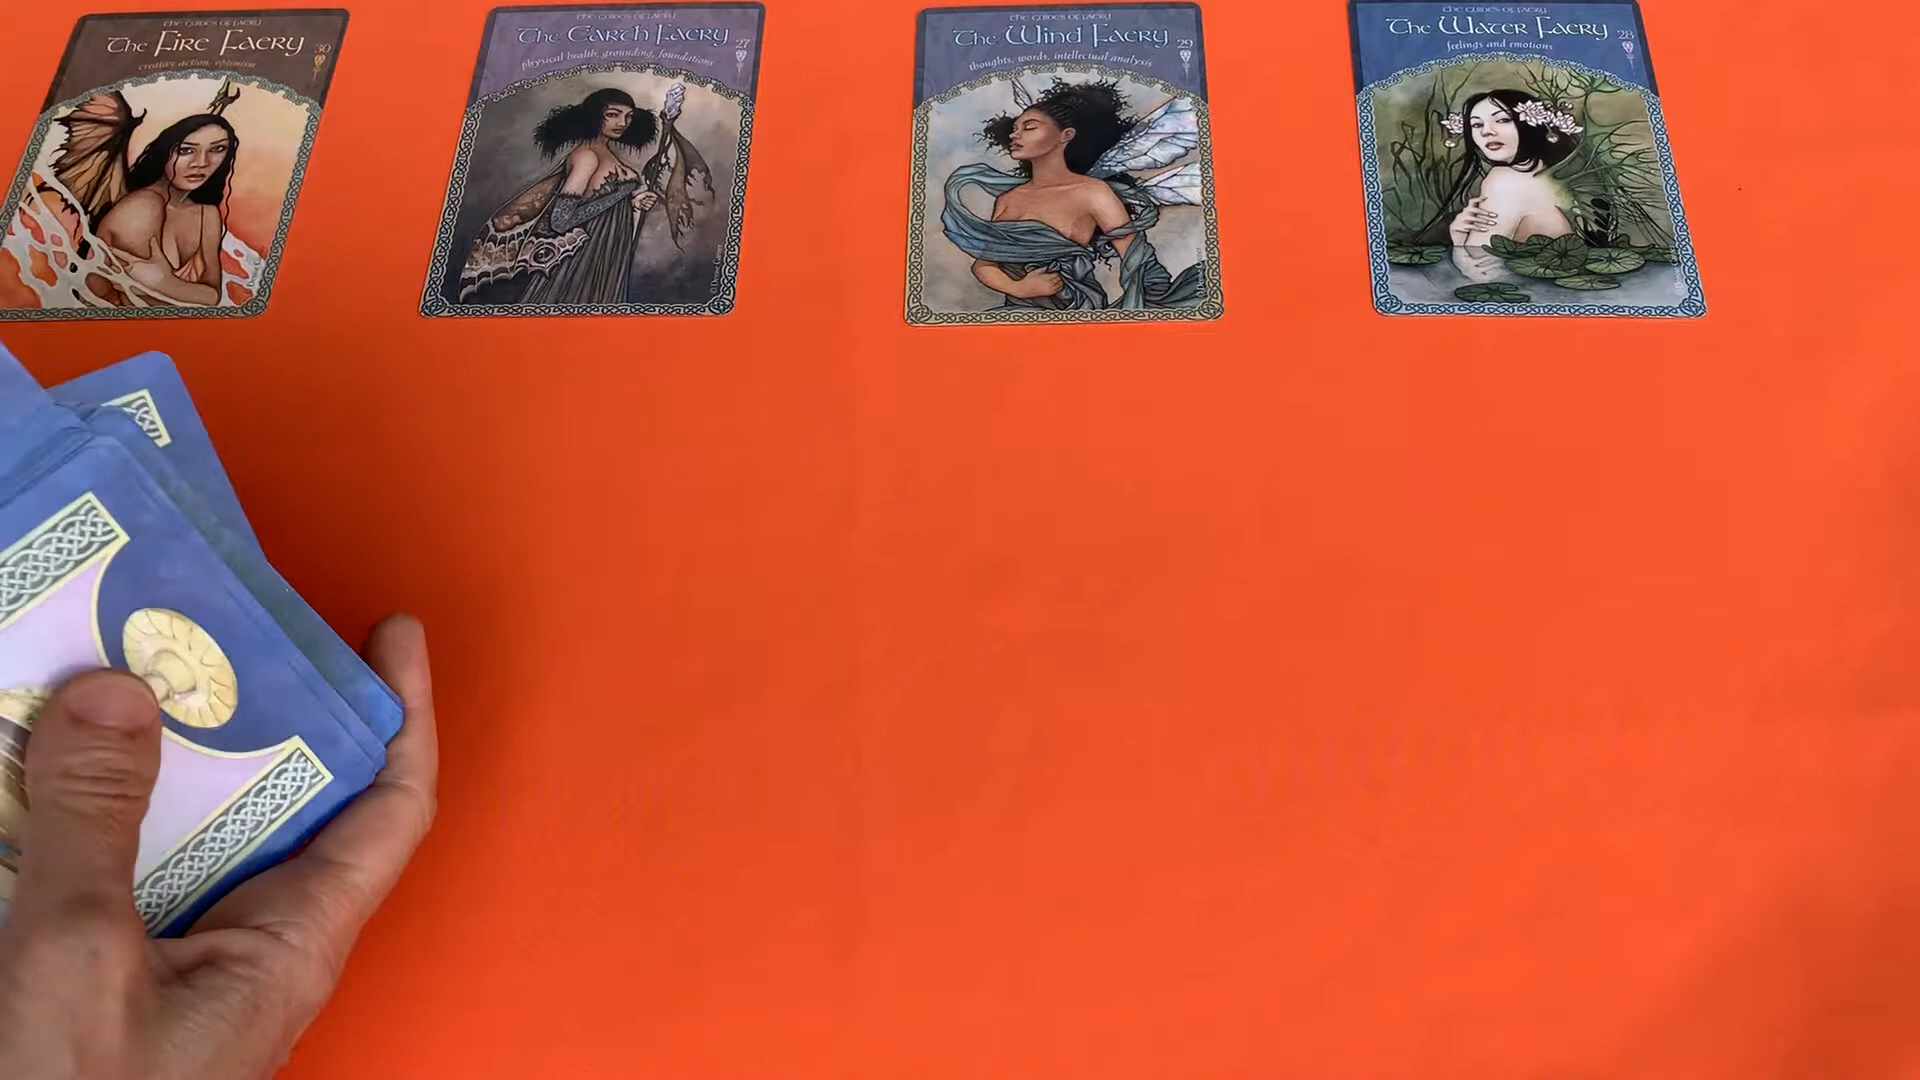 The Guides of Faery
The Fire Faery
30
creative action, optimism
The Guides of Faery
The Earth Faery
27
physical health, grounding, foundations
The Guides of Faery
The Wind Faery
29
thoughts, words, intellectual analysis
The Guides of Faery
The Water Faery
28
feelings and emotions